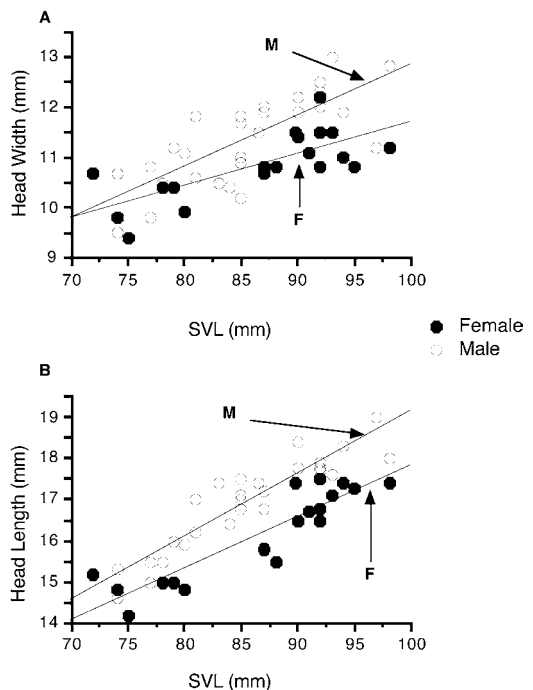 A
M
13
12
11
10
9
Head Width (mm)
F
70 75 80 85 90 95 100
SVL (mm)
Female
Male
B
M
19
18
17
16
15
14
Head Length (mm)
F
70 75 80 85 90 95 100
SVL (mm)